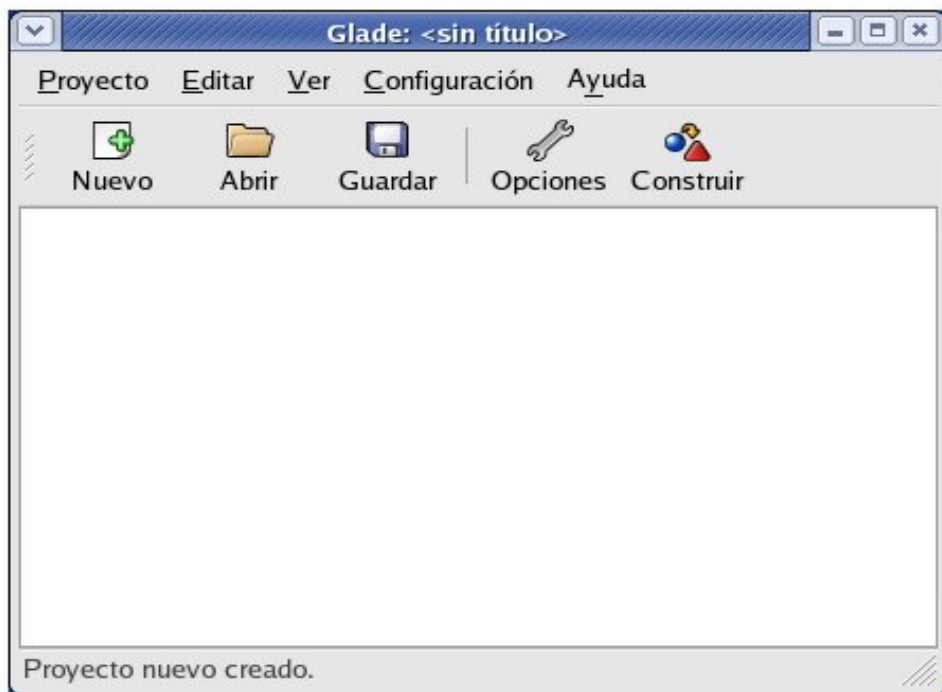 Glade: <sin título>
Proyecto Editar Ver Configuración Ayuda
Nuevo Abrir Guardar Opciones Construir
Proyecto nuevo creado.